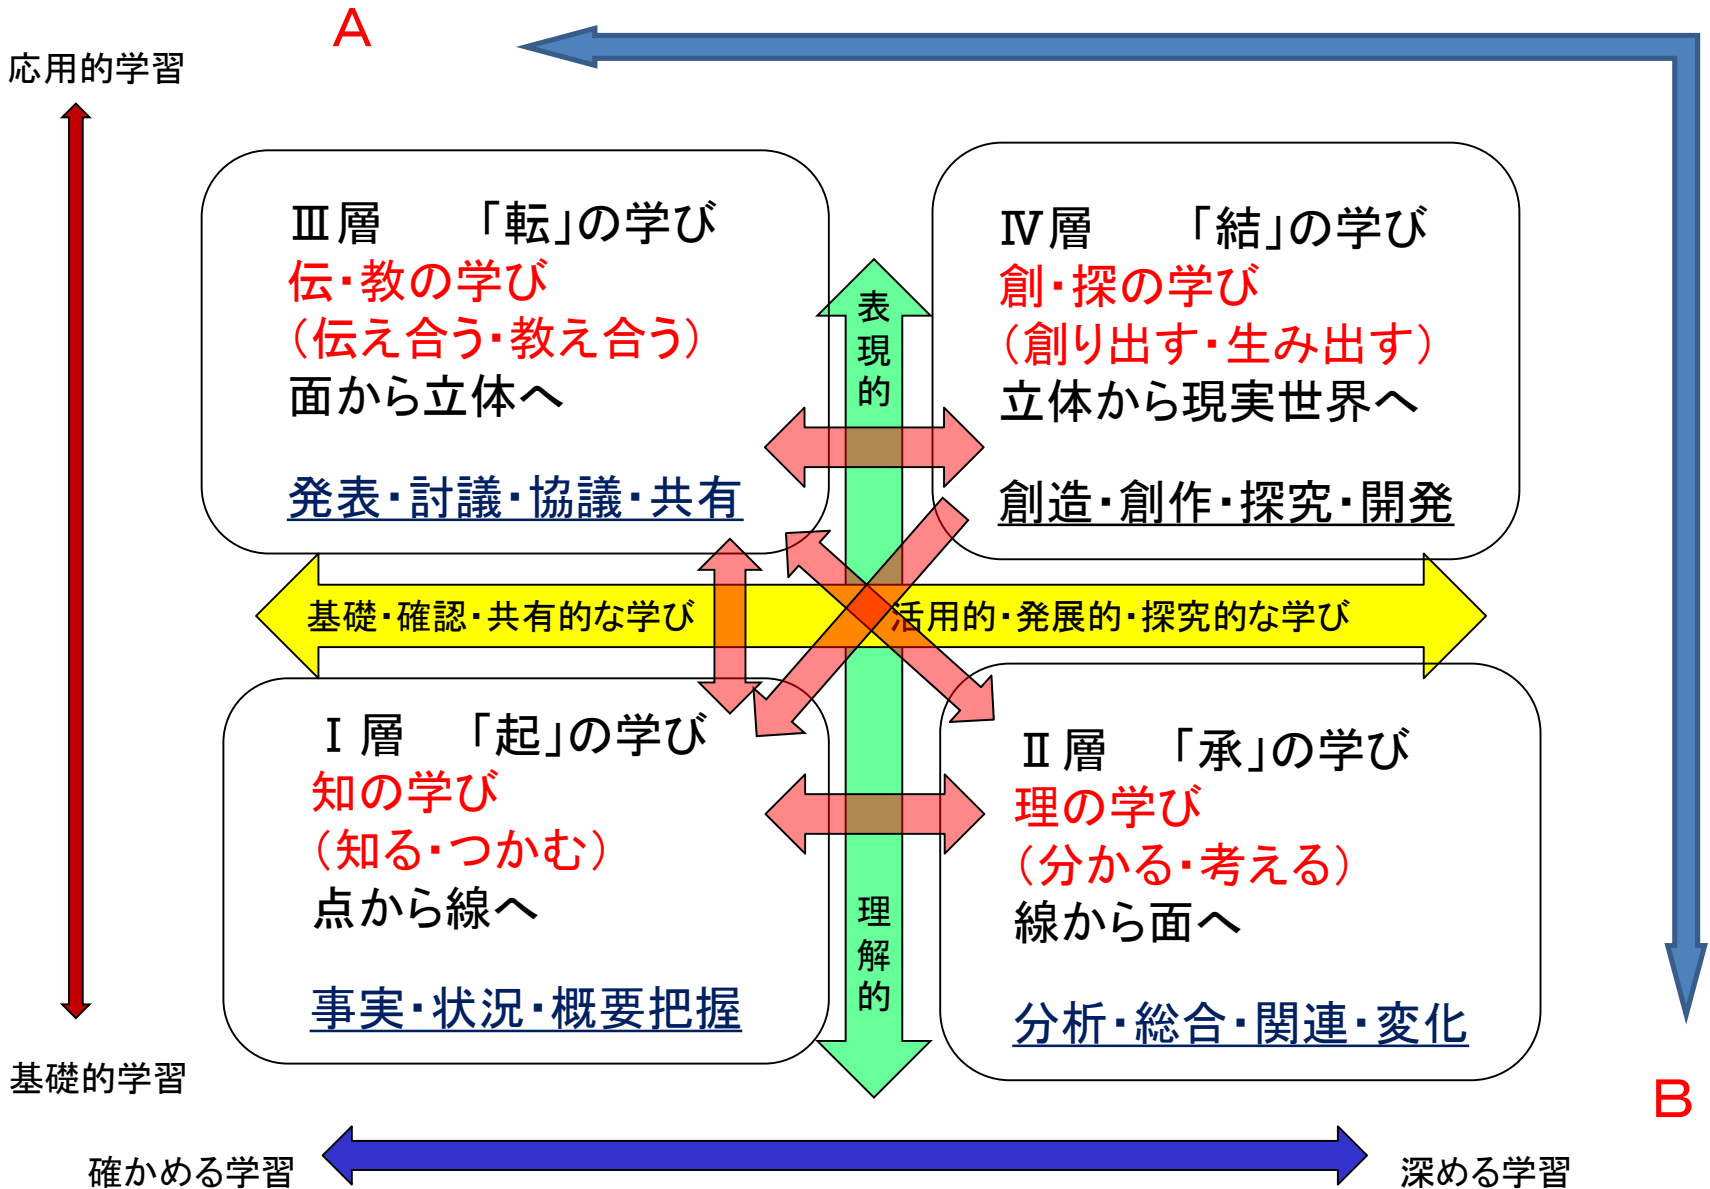 A
応用的学習
Ⅲ層　　「転」の学び
伝・教の学び
（伝え合う・教え合う）
面から立体へ
発表・討議・協議・共有
Ⅳ層　　「結」の学び
創・探の学び
（創り出す・生み出す）
立体から現実世界へ
創造・創作・探究・開発
表現的
基礎・確認・共有的な学び
活用的・発展的・探究的な学び
Ⅰ層　「起」の学び
知の学び
（知る・つかむ）
点から線へ
事実・状況・概要把握
理解的
Ⅱ層　「承」の学び
理の学び
（分かる・考える）
線から面へ
分析・総合・関連・変化
基礎的学習
B
確かめる学習
深める学習